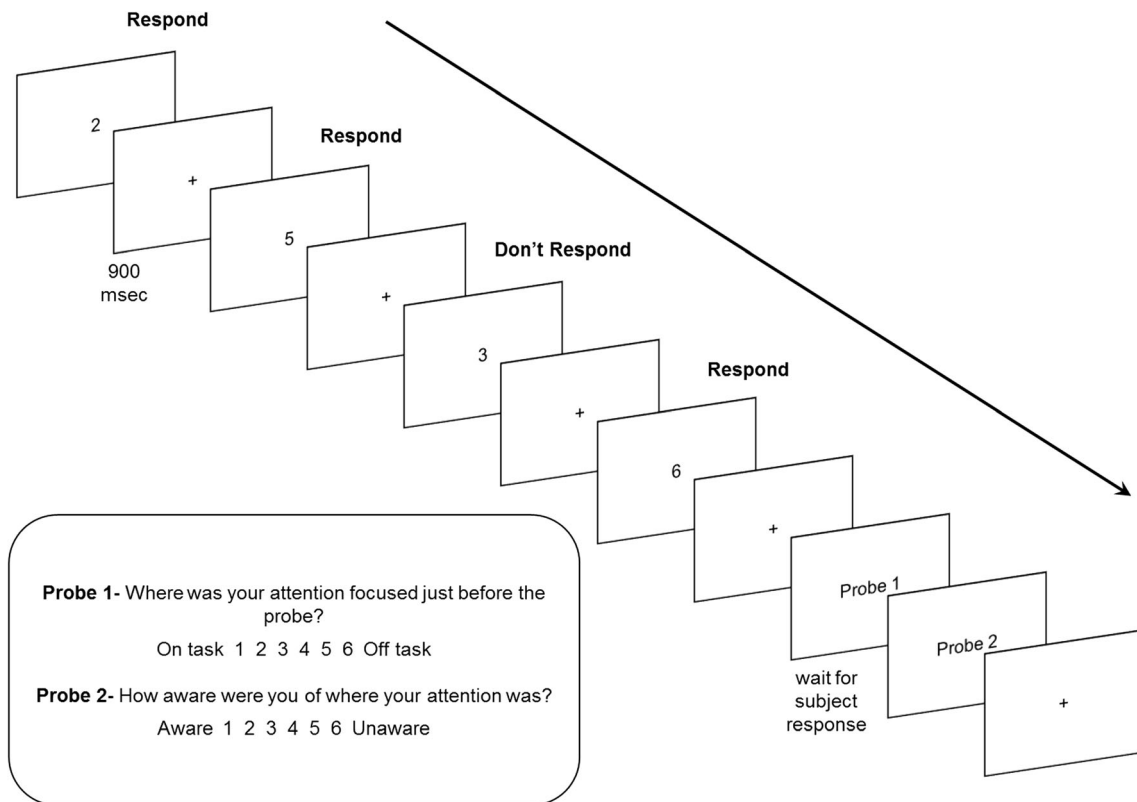 Respond
2
+
900
msec
Respond
5
+
Don't Respond
3
+
Respond
6
+
Probe 1
wait for
subject
response
Probe 2
+
Probe 1- Where was your attention focused just before the
probe?
On task 1 2 3 4 5 6 Off task
Probe 2- How aware were you of where your attention was?
Aware 1 2 3 4 5 6 Unaware